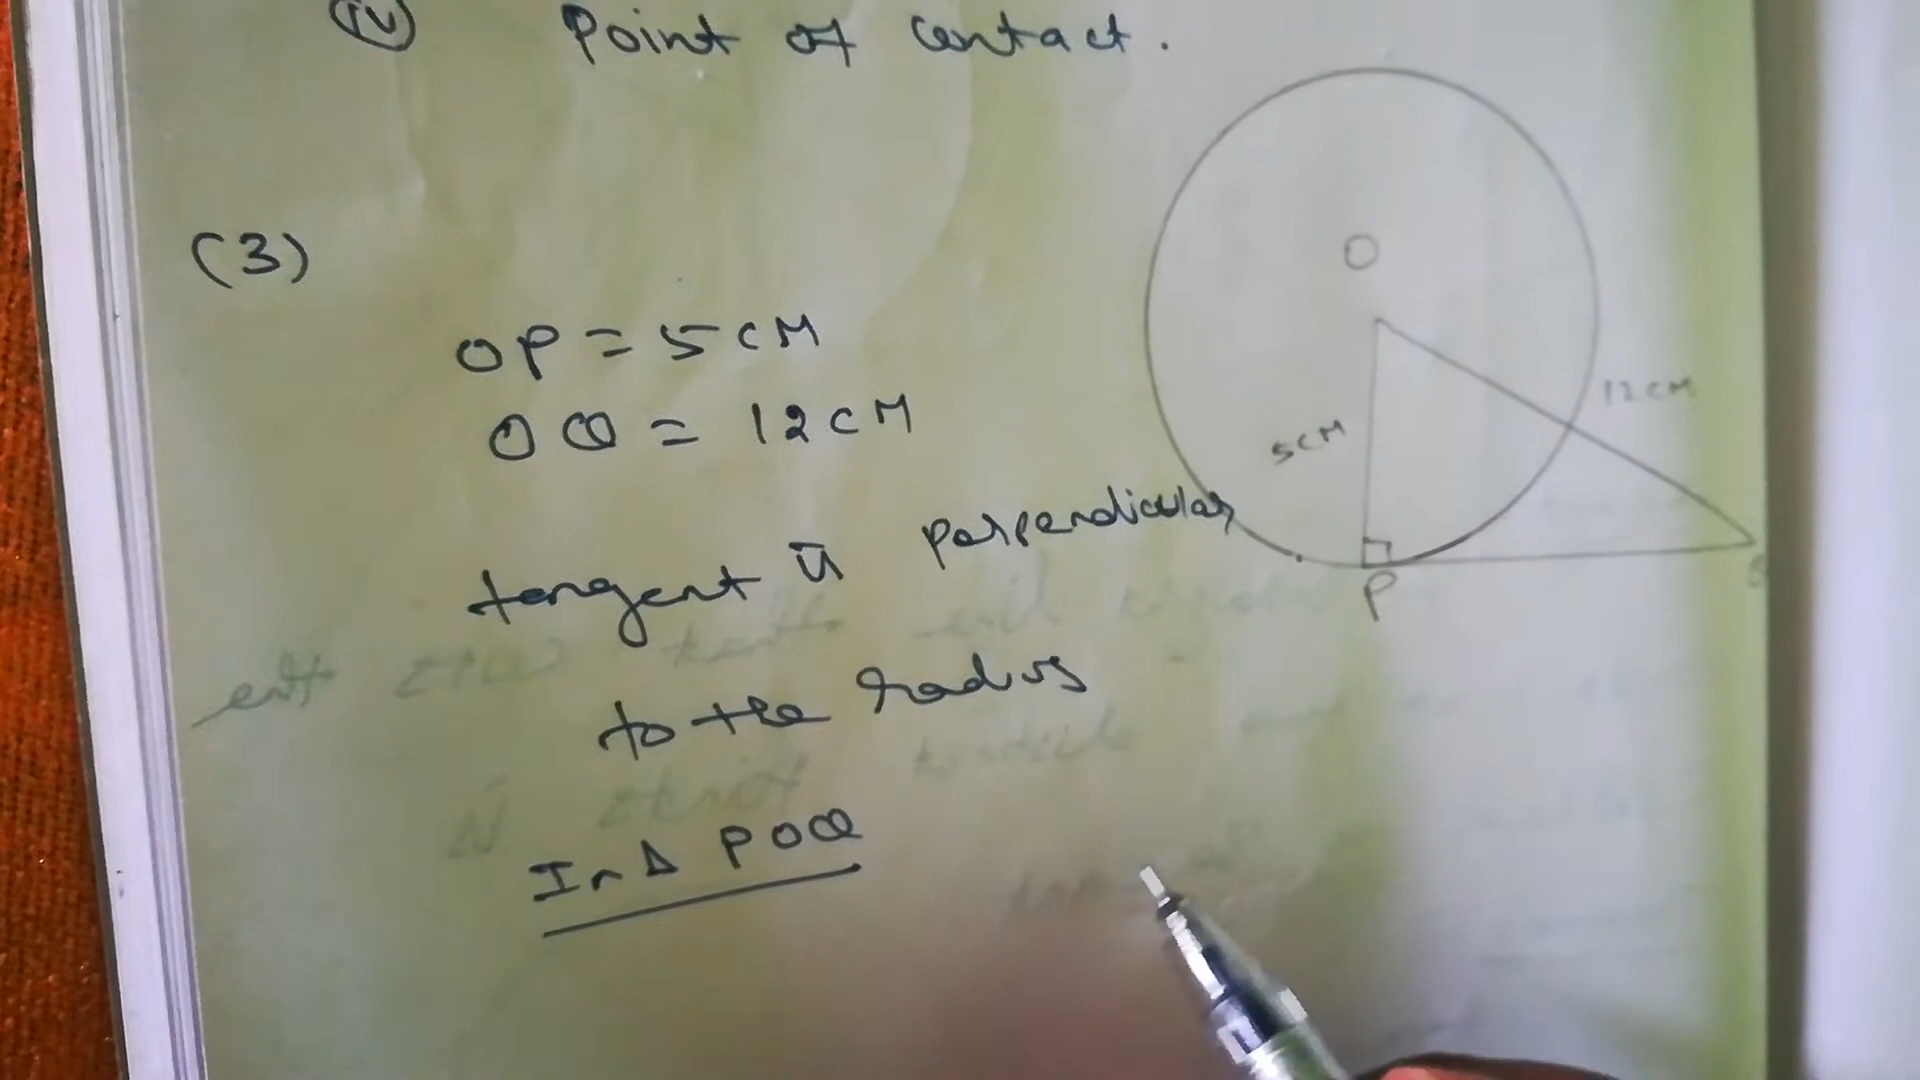 (iv) Point of contact.
(3)
O
OP = 5 CM
12 CM
OQ = 12 CM
5 CM
tangent is perpendicular
P
to the radius
In Δ POQ